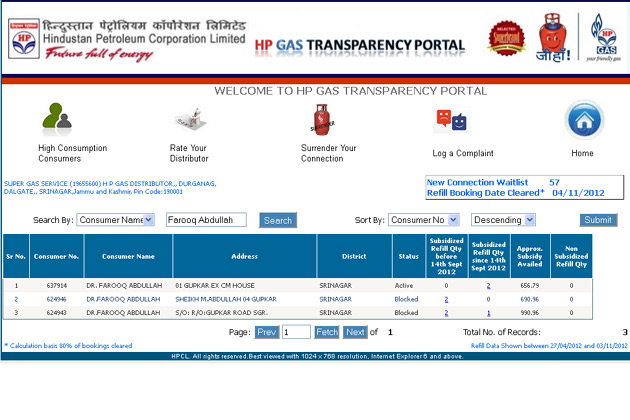 हिन्दुस्तान पेट्रोलियम कॉर्पोरेशन लिमिटेड
Hindustan Petroleum Corporation Limited
Future full of energy
HP
HP GAS TRANSPARENCY PORTAL
SELECTED
Superbrand
जहाँ!
HP
GAS
your friendly gas
WELCOME TO HP GAS TRANSPARENCY PORTAL
SURRENDER
High Consumption Consumers
Rate Your Distributor
Surrender Your Connection
Log a Complaint
Home
SUPER GAS SERVICE (19655600) H P GAS DISTRIBUTOR,, DURGANAG,
DALGATE,, SRINAGAR,Jammu and Kashmir, Pin Code:190001
New Connection Waitlist 57
Refill Booking Date Cleared* 04/11/2012
Search By: Consumer Name Farooq Abdullah Search Sort By: Consumer No Descending Submit
Sr No. Consumer No. Consumer Name Address District Status Subsidized Refill Qty before 14th Sept 2012 Subsidized Refill Qty since 14th Sept 2012 Approx. Subsidy Availed Non Subsidized Refill Qty
1 637914 DR. FAROOQ ABDULLAH 01 GUPKAR EX CM HOUSE SRINAGAR Active 0 2 656.79 0
2 624946 DR.FAROOQ ABDULLAH SHEIKH M.ABDULLAH 04 GUPKAR SRINAGAR Blocked 2 0 690.96 0
3 624943 DR.FAROOQ ABDULLAH S/O: R/O:GUPKAR ROAD SGR. SRINAGAR Blocked 2 1 990.96 0
Page: Prev 1 Fetch Next of 1 Total No. of Records: 3
* Calculation basis 80% of bookings cleared Refill Data Shown between 27/04/2012 and 03/11/2012
HPCL. All rights reserved.Best viewed with 1024 x 768 resolution, Internet Explorer 6 and above.